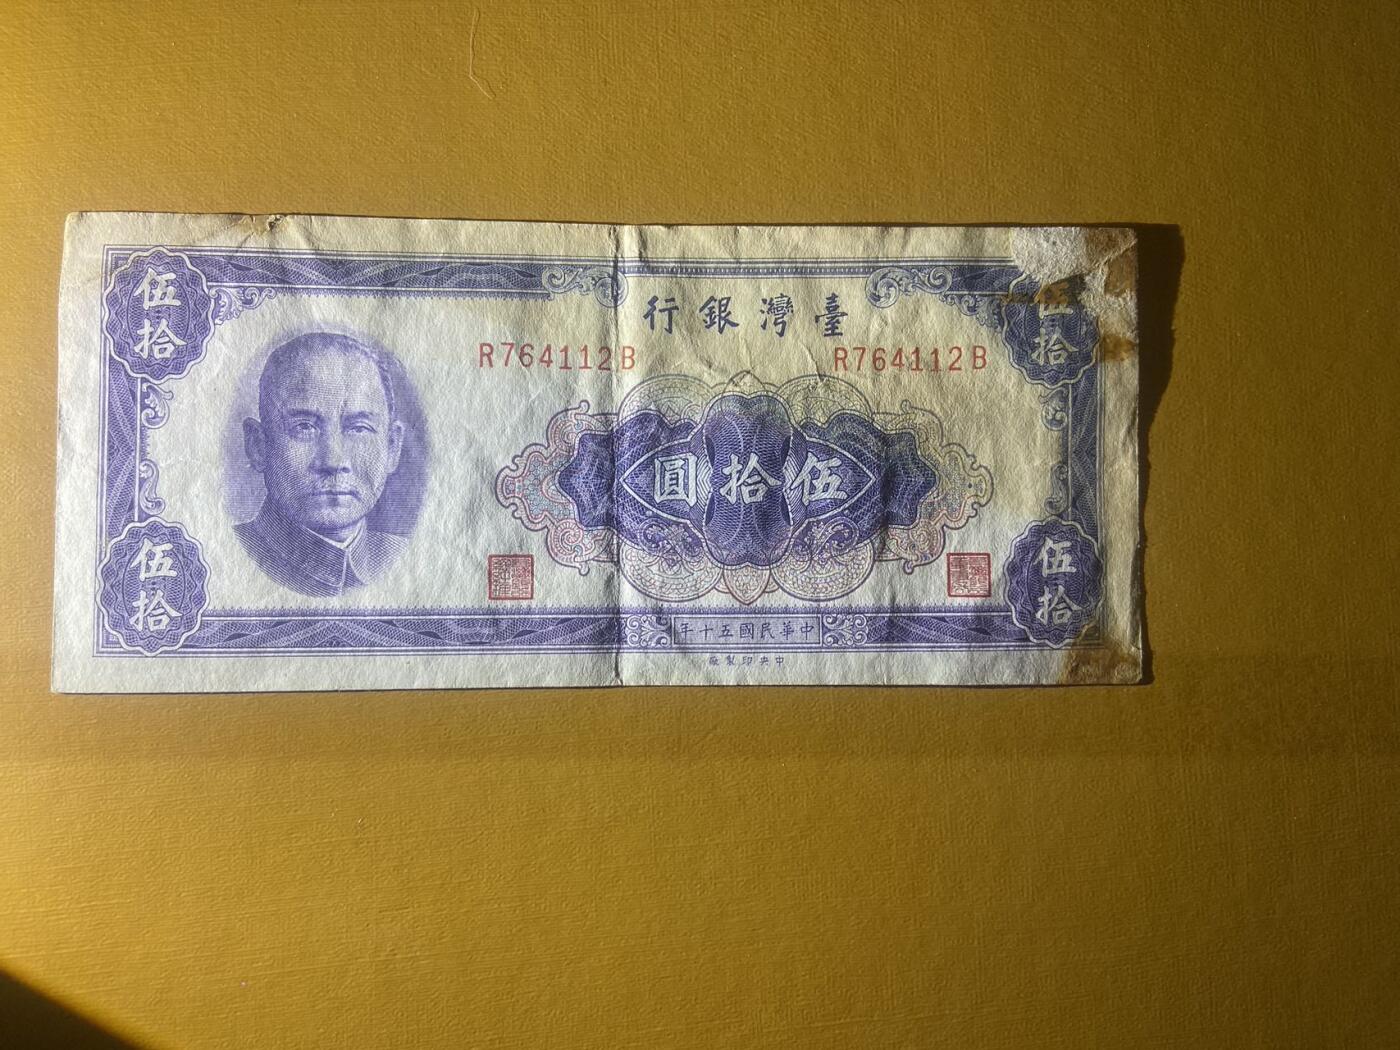 伍拾
臺灣銀行
伍拾
R764112B
R764112B
伍拾圓
伍拾
伍拾
中華民國五十年
中央印製廠